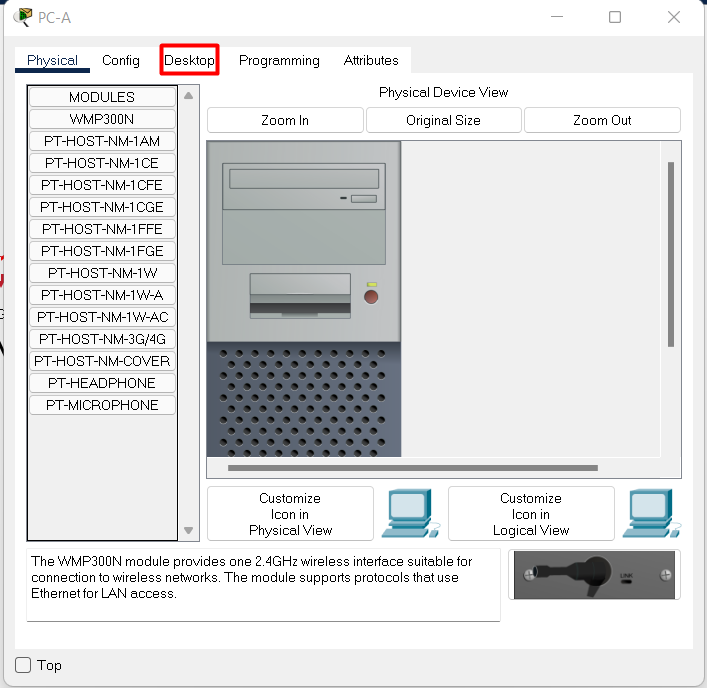 PC-A
Physical Config Desktop Programming Attributes
MODULES
WMP300N
PT-HOST-NM-1AM
PT-HOST-NM-1CE
PT-HOST-NM-1CFE
PT-HOST-NM-1CGE
PT-HOST-NM-1FFE
PT-HOST-NM-1FGE
PT-HOST-NM-1W
PT-HOST-NM-1W-A
PT-HOST-NM-1W-AC
PT-HOST-NM-3G/4G
PT-HOST-NM-COVER
PT-HEADPHONE
PT-MICROPHONE
Physical Device View
Zoom In Original Size Zoom Out
Customize
Icon in
Physical View
Customize
Icon in
Logical View
The WMP300N module provides one 2.4GHz wireless interface suitable for
connection to wireless networks. The module supports protocols that use
Ethernet for LAN access.
LINK
Top